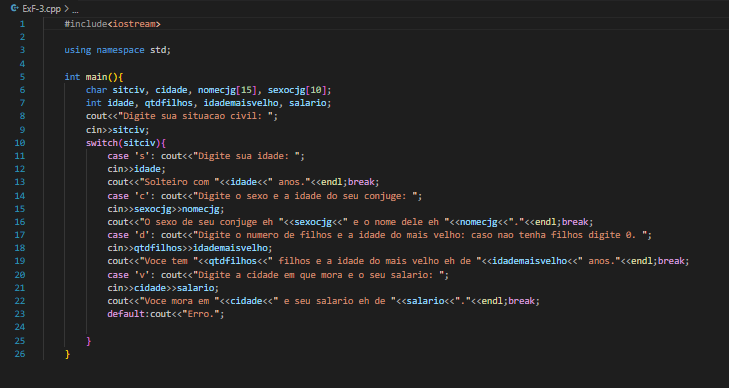 ExF-3.cpp > ...
1 #include<iostream>
2
3 using namespace std;
4
5 int main(){
6 char sitciv, cidade, nomecjg[15], sexocjg[10];
7 int idade, qtdfilhos, idademaisvelho, salario;
8 cout<<"Digite sua situacao civil: ";
9 cin>>sitciv;
10 switch(sitciv){
11 case 's': cout<<"Digite sua idade: ";
12 cin>>idade;
13 cout<<"Solteiro com "<<idade<<" anos."<<endl;break;
14 case 'c': cout<<"Digite o sexo e a idade do seu conjuge: ";
15 cin>>sexocjg>>nomecjg;
16 cout<<"O sexo de seu conjuge eh "<<sexocjg<<" e o nome dele eh "<<nomecjg<<"."<<endl;break;
17 case 'd': cout<<"Digite o numero de filhos e a idade do mais velho: caso nao tenha filhos digite 0. ";
18 cin>>qtdfilhos>>idademaisvelho;
19 cout<<"Voce tem "<<qtdfilhos<<" filhos e a idade do mais velho eh de "<<idademaisvelho<<" anos."<<endl;break;
20 case 'v': cout<<"Digite a cidade em que mora e o seu salario: ";
21 cin>>cidade>>salario;
22 cout<<"Voce mora em "<<cidade<<" e seu salario eh de "<<salario<<"."<<endl;break;
23 default:cout<<"Erro.";
24
25 }
26 }